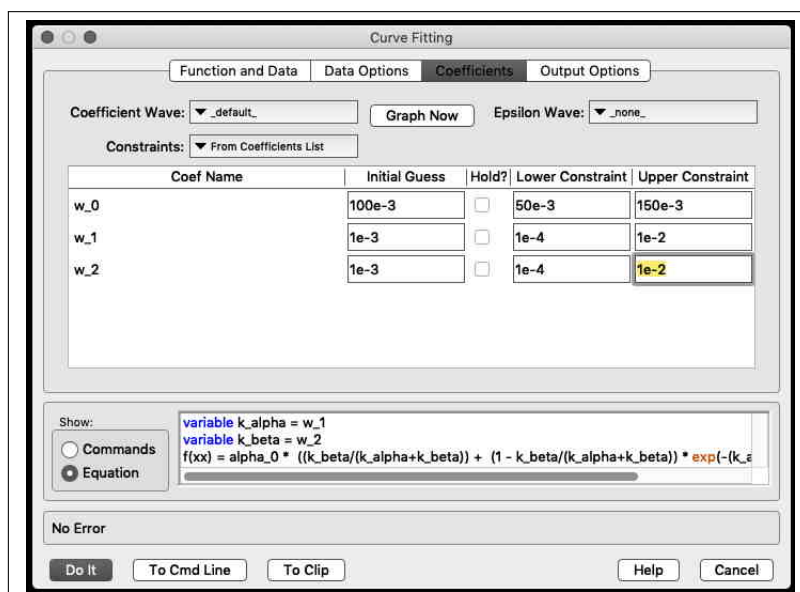 Curve Fitting
Function and Data Data Options Coefficients Output Options
Coefficient Wave: _default_ Graph Now Epsilon Wave: _none_
Constraints: From Coefficients List
Coef Name Initial Guess Hold? Lower Constraint Upper Constraint
w_0 100e-3 50e-3 150e-3
w_1 1e-3 1e-4 1e-2
w_2 1e-3 1e-4 1e-2
Show:
Commands
Equation
variable k_alpha = w_1
variable k_beta = w_2
f(xx) = alpha_0 * ((k_beta/(k_alpha+k_beta)) + (1 - k_beta/(k_alpha+k_beta)) * exp(-(k_a
No Error
Do It To Cmd Line To Clip Help Cancel